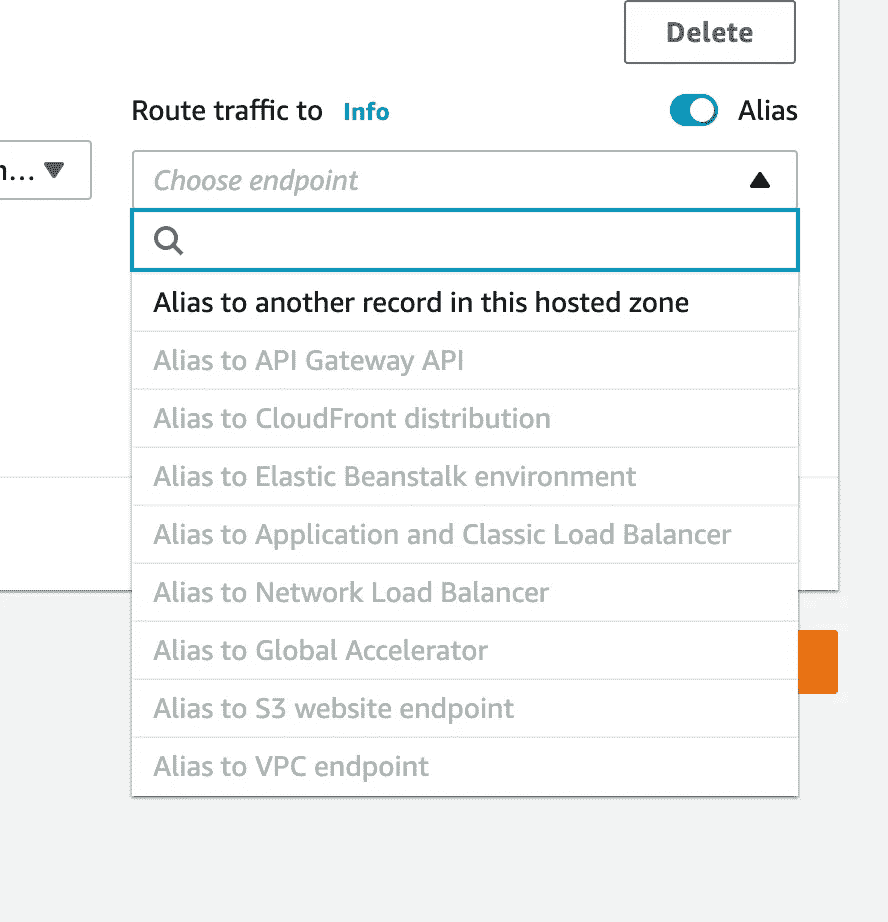 Delete
Route traffic to Info
Alias
Choose endpoint
Alias to another record in this hosted zone
Alias to API Gateway API
Alias to CloudFront distribution
Alias to Elastic Beanstalk environment
Alias to Application and Classic Load Balancer
Alias to Network Load Balancer
Alias to Global Accelerator
Alias to S3 website endpoint
Alias to VPC endpoint